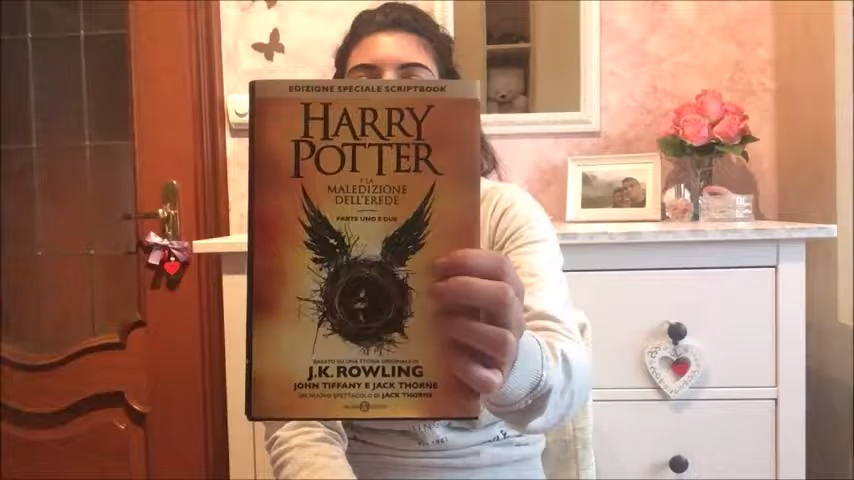 EDIZIONE SPECIALE SCRIPTBOOK
HARRY
POTTER
E LA
MALEDIZIONE
DELL'EREDE
PARTE UNO E DUE
BASATO SU UNA STORIA ORIGINALE DI
J.K. ROWLING
JOHN TIFFANY E JACK THORNE
UN NUOVO SPETTACOLO DI JACK THORNE